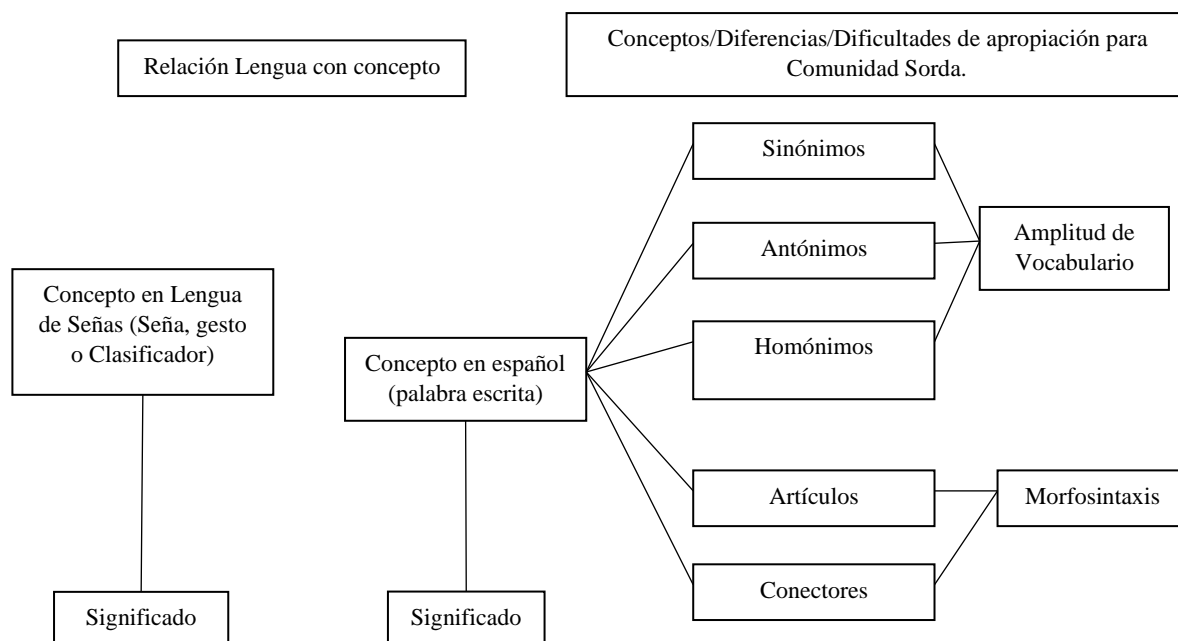 Relación Lengua con concepto
Conceptos/Diferencias/Dificultades de apropiación para
Comunidad Sorda.
Sinónimos
Antónimos
Amplitud de
Vocabulario
Concepto en Lengua
de Señas (Seña, gesto
o Clasificador)
Homónimos
Concepto en español
(palabra escrita)
Artículos
Morfosintaxis
Conectores
Significado
Significado